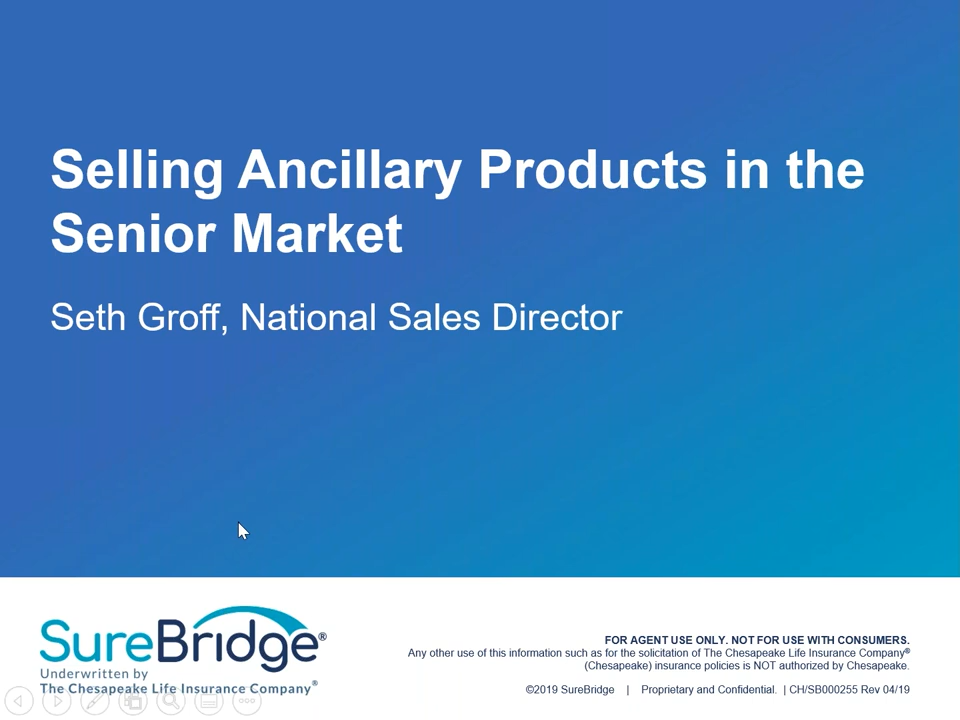 Selling Ancillary Products in the
Senior Market
Seth Groff, National Sales Director
SureBridge®
Underwritten by
The Chesapeake Life Insurance Company®
FOR AGENT USE ONLY. NOT FOR USE WITH CONSUMERS.
Any other use of this information such as for the solicitation of The Chesapeake Life Insurance Company®
(Chesapeake) insurance policies is NOT authorized by Chesapeake.
©2019 SureBridge | Proprietary and Confidential. | CH/SB000255 Rev 04/19